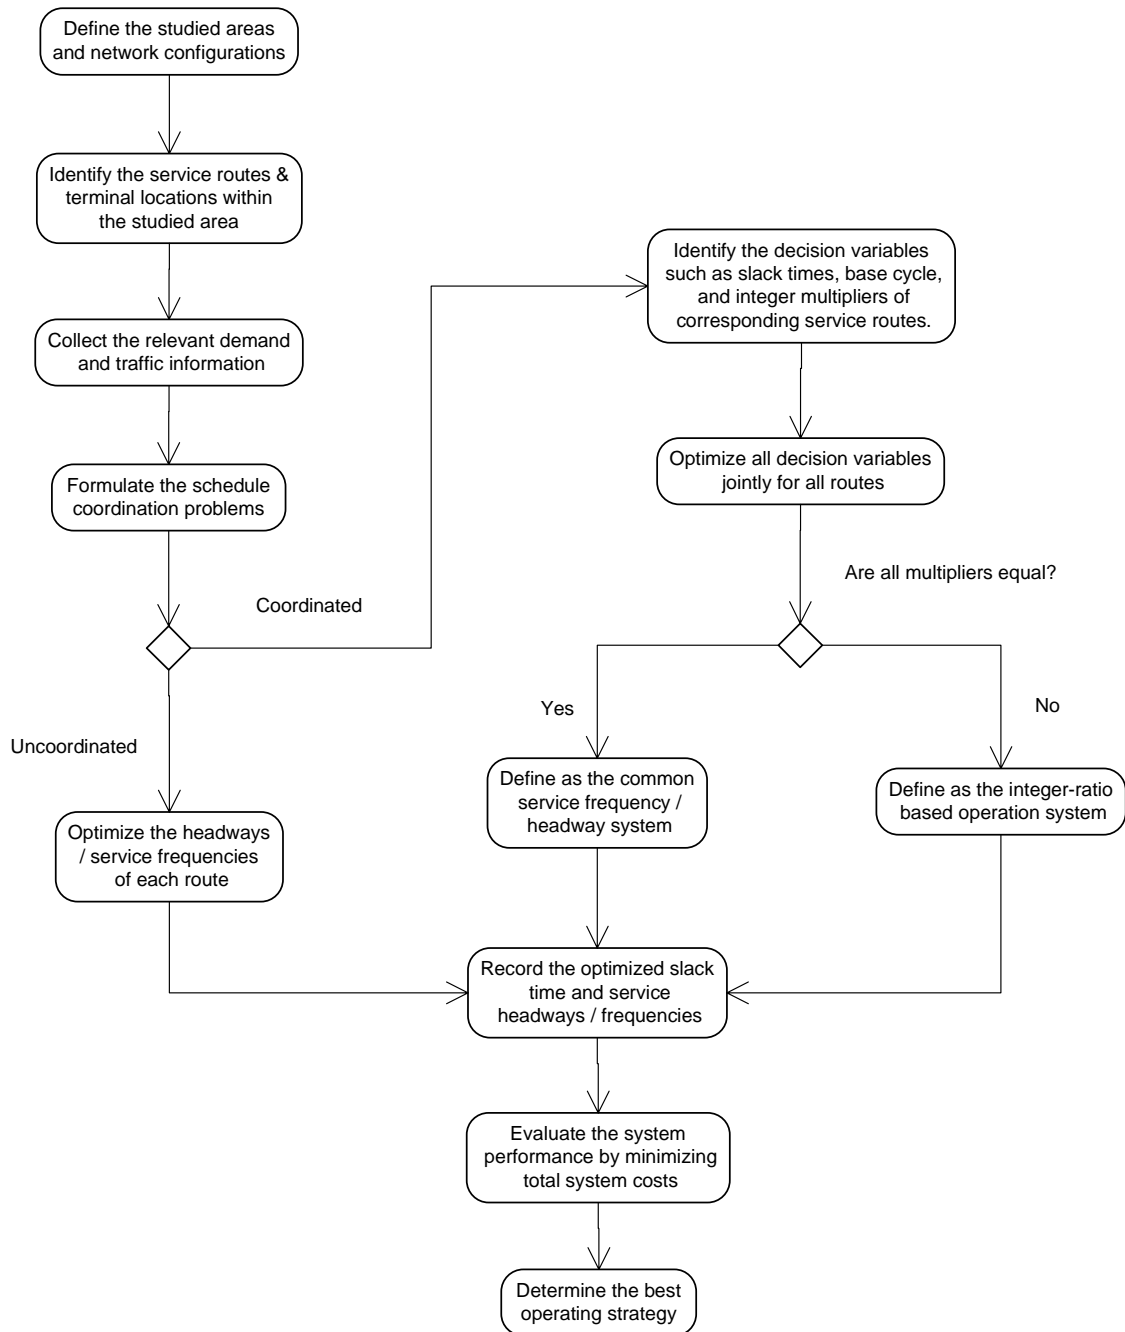 Define the studied areas
and network configurations
Identify the service routes &
terminal locations within
the studied area
Collect the relevant demand
and traffic information
Formulate the schedule
coordination problems
Coordinated
Uncoordinated
Optimize the headways
/ service frequencies
of each route
Identify the decision variables
such as slack times, base cycle,
and integer multipliers of
corresponding service routes.
Optimize all decision variables
jointly for all routes
Are all multipliers equal?
Yes
No
Define as the common
service frequency /
headway system
Define as the integer-ratio
based operation system
Record the optimized slack
time and service
headways / frequencies
Evaluate the system
performance by minimizing
total system costs
Determine the best
operating strategy